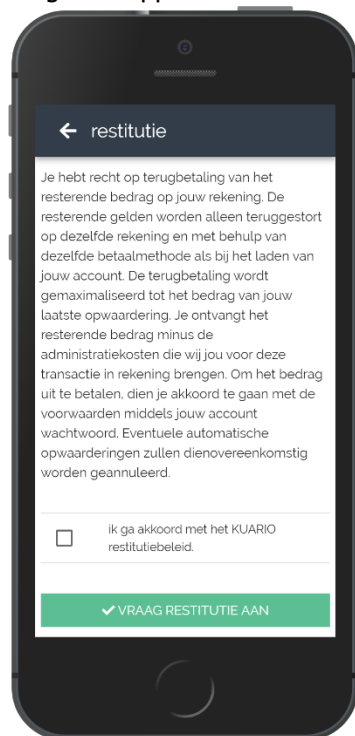 restitutie
Je hebt recht op terugbetaling van het
resterende bedrag op jouw rekening. De
resterende gelden worden alleen teruggestort
op dezelfde rekening en met behulp van
dezelfde betaalmethode als bij het laden van
jouw account. De terugbetaling wordt
gemaximaliseerd tot het bedrag van jouw
laatste opwaardering. Je ontvangt het
resterende bedrag minus de
administratiekosten die wij jou voor deze
transactie in rekening brengen. Om het bedrag
uit te betalen, dien je akkoord te gaan met de
voorwaarden middels jouw account
wachtwoord. Eventuele automatische
opwaarderingen zullen dienovereenkomstig
worden geannuleerd.
ik ga akkoord met het KUARIO
restitutiebeleid.
VRAAG RESTITUTIE AAN